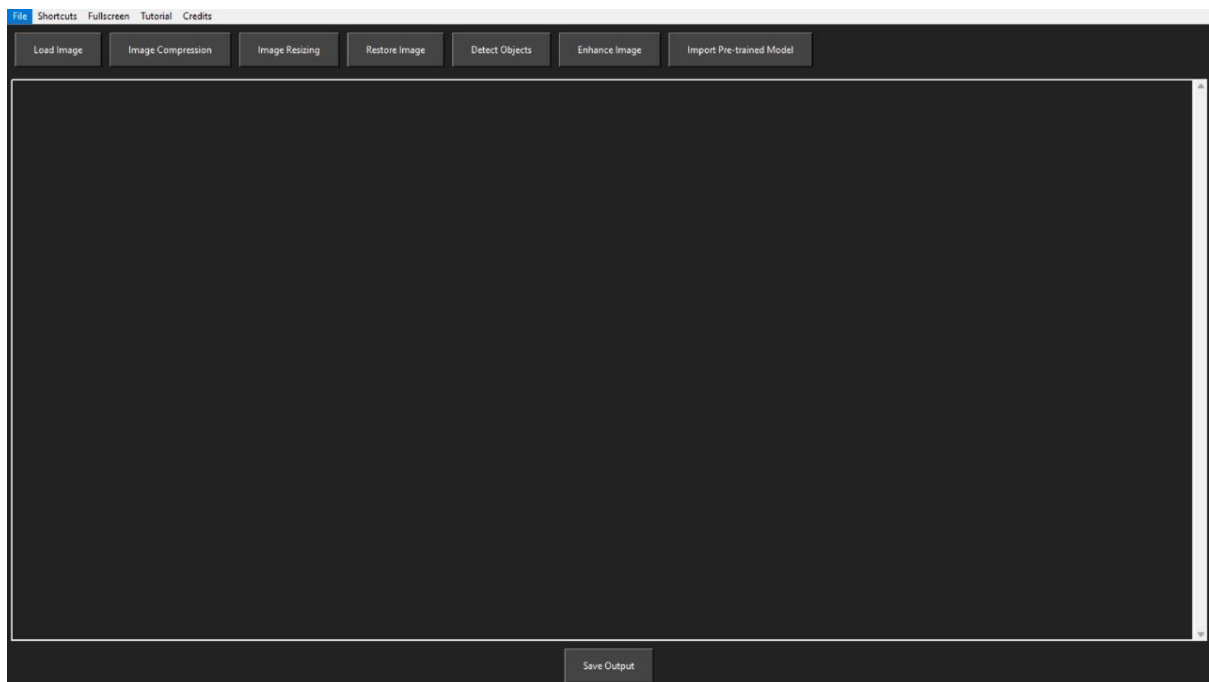 File Shortcuts Fullscreen Tutorial Credits
Load Image Image Compression Image Resizing Restore Image Detect Objects Enhance Image Import Pre-trained Model
Save Output